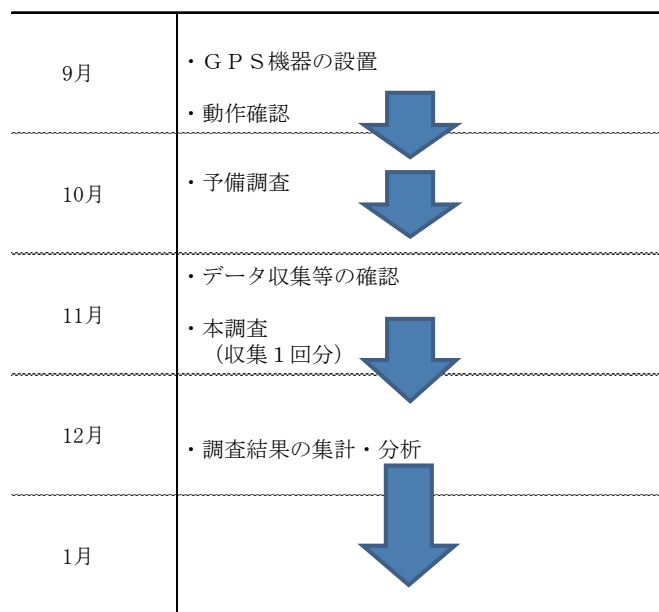 9月
・ＧＰＳ機器の設置
・動作確認
10月
・予備調査
11月
・データ収集等の確認
・本調査
（収集１回分）
12月
・調査結果の集計・分析
1月